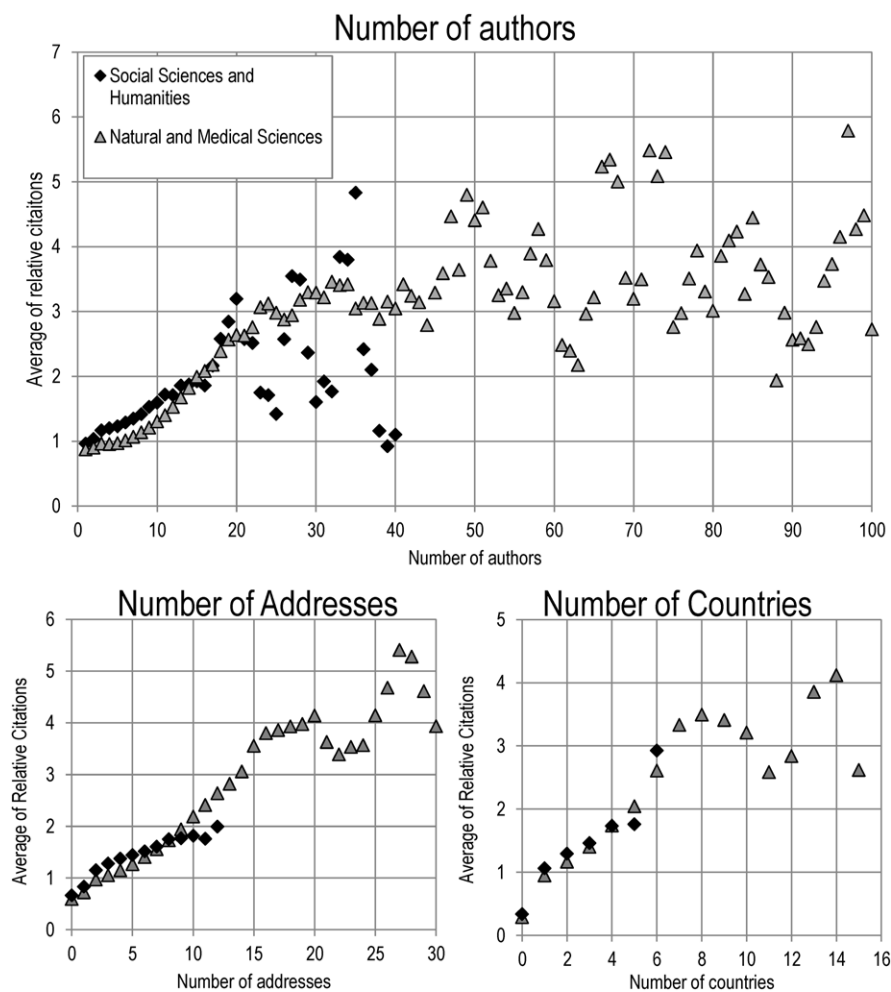 Number of authors
7
6
5
4
3
2
1
0
Average of relative citaitons
Social Sciences and
Humanities
Natural and Medical Sciences
0 10 20 30 40 50 60 70 80 90 100
Number of authors
Number of Addresses
6
5
4
3
2
1
0
Average of Relative Citations
0 5 10 15 20 25 30
Number of addresses
Number of Countries
5
4
3
2
1
0
Average of Relative Citations
0 2 4 6 8 10 12 14 16
Number of countries